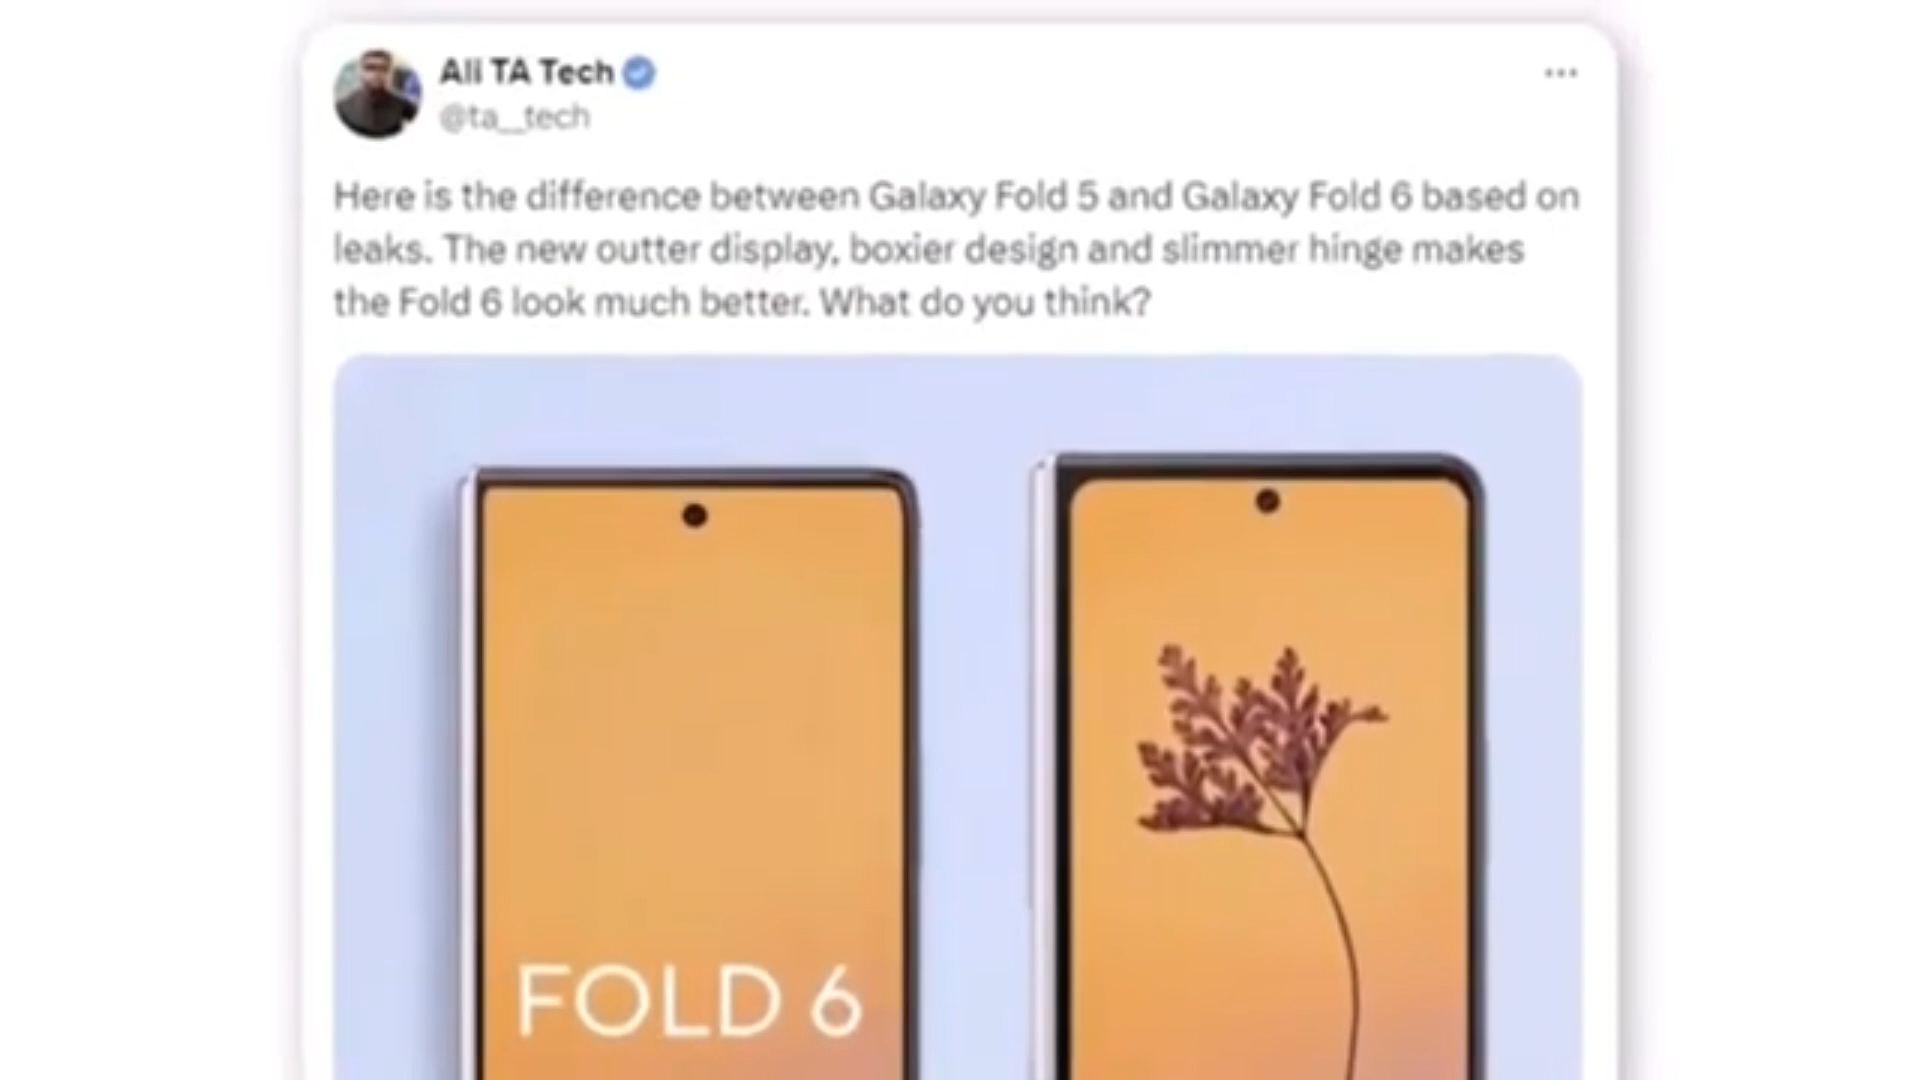 Ali TA Tech
@ta__tech
Here is the difference between Galaxy Fold 5 and Galaxy Fold 6 based on
leaks. The new outter display, boxier design and slimmer hinge makes
the Fold 6 look much better. What do you think?
FOLD 6